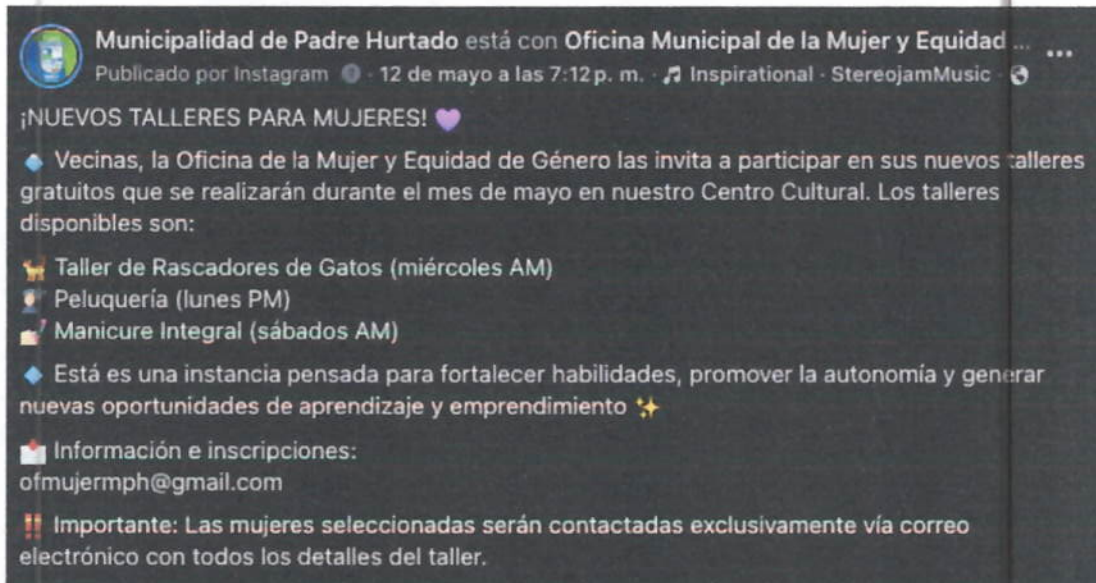 Municipalidad de Padre Hurtado está con Oficina Municipal de la Mujer y Equidad ...
Publicado por Instagram · 12 de mayo a las 7:12 p. m. · Inspirational · StereojamMusic ·
¡NUEVOS TALLERES PARA MUJERES! 💜
🔹 Vecinas, la Oficina de la Mujer y Equidad de Género las invita a participar en sus nuevos talleres
gratuitos que se realizarán durante el mes de mayo en nuestro Centro Cultural. Los talleres
disponibles son:
🐈 Taller de Rascadores de Gatos (miércoles AM)
💇🏻 Peluquería (lunes PM)
💅🏻 Manicure Integral (sábados AM)
🔹 Está es una instancia pensada para fortalecer habilidades, promover la autonomía y generar
nuevas oportunidades de aprendizaje y emprendimiento ✨
📩 Información e inscripciones:
ofmujermph@gmail.com
‼️ Importante: Las mujeres seleccionadas serán contactadas exclusivamente vía correo
electrónico con todos los detalles del taller.